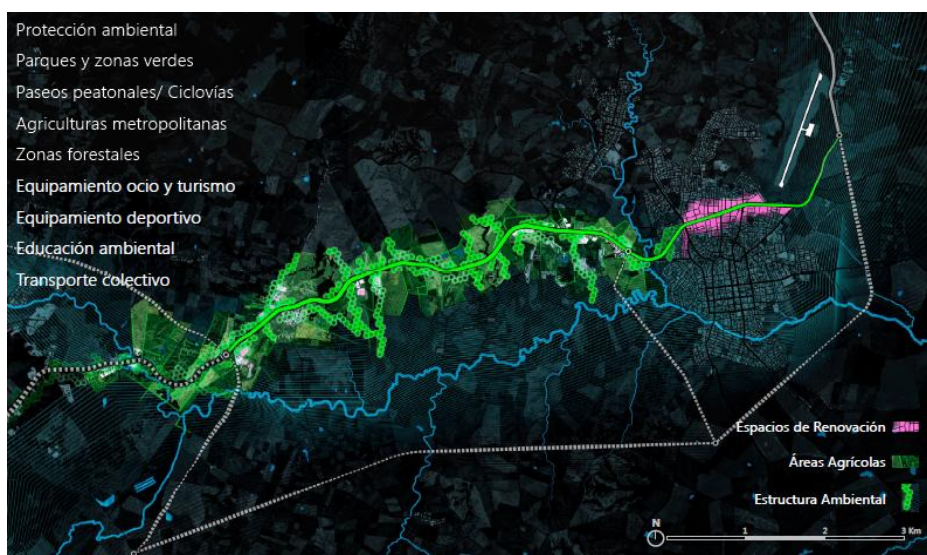 Protección ambiental
Parques y zonas verdes
Paseos peatonales/ Ciclovías
Agriculturas metropolitanas
Zonas forestales
Equipamiento ocio y turismo
Equipamiento deportivo
Educación ambiental
Transporte colectivo
Espacios de Renovación
Áreas Agrícolas
Estructura Ambiental
N
1 2 3 Km